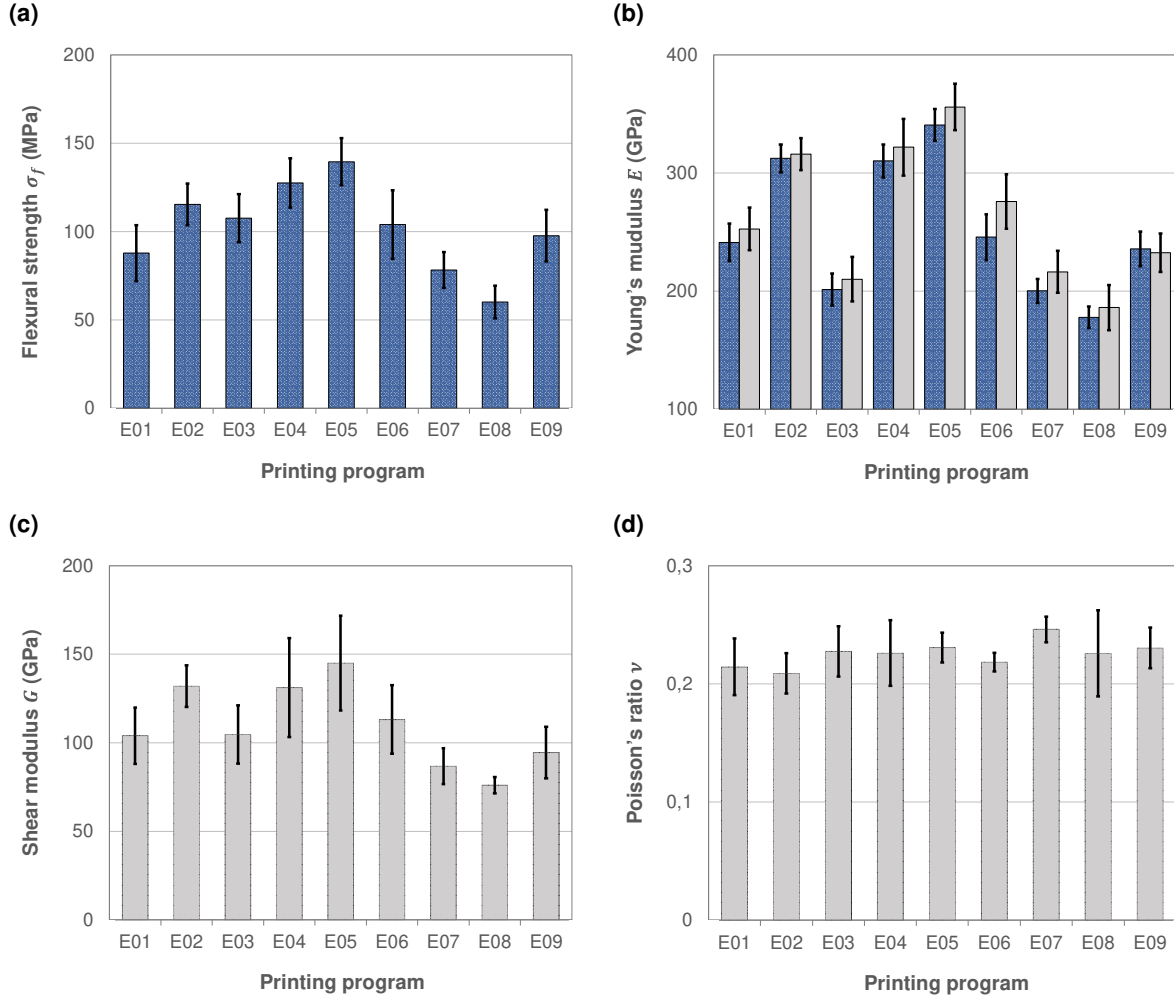 (a)
Flexural strength σf (MPa)
200
150
100
50
0
E01 E02 E03 E04 E05 E06 E07 E08 E09
Printing program
(b)
Young's mudulus E (GPa)
400
300
200
100
E01 E02 E03 E04 E05 E06 E07 E08 E09
Printing program
(c)
Shear modulus G (GPa)
200
150
100
50
0
E01 E02 E03 E04 E05 E06 E07 E08 E09
Printing program
(d)
Poisson's ratio ν
0,3
0,2
0,1
0
E01 E02 E03 E04 E05 E06 E07 E08 E09
Printing program